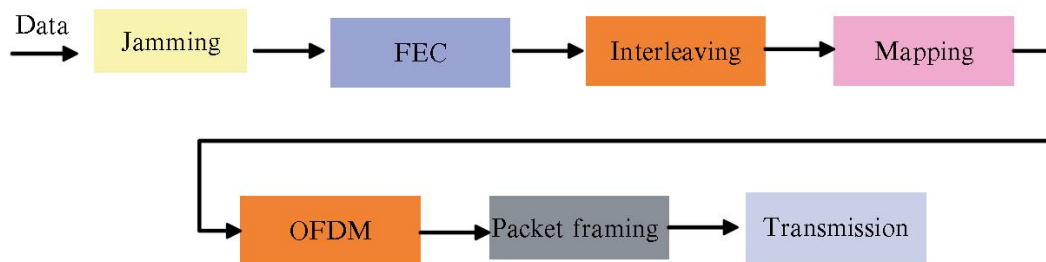 Data
Jamming
FEC
Interleaving
Mapping
OFDM
Packet framing
Transmission